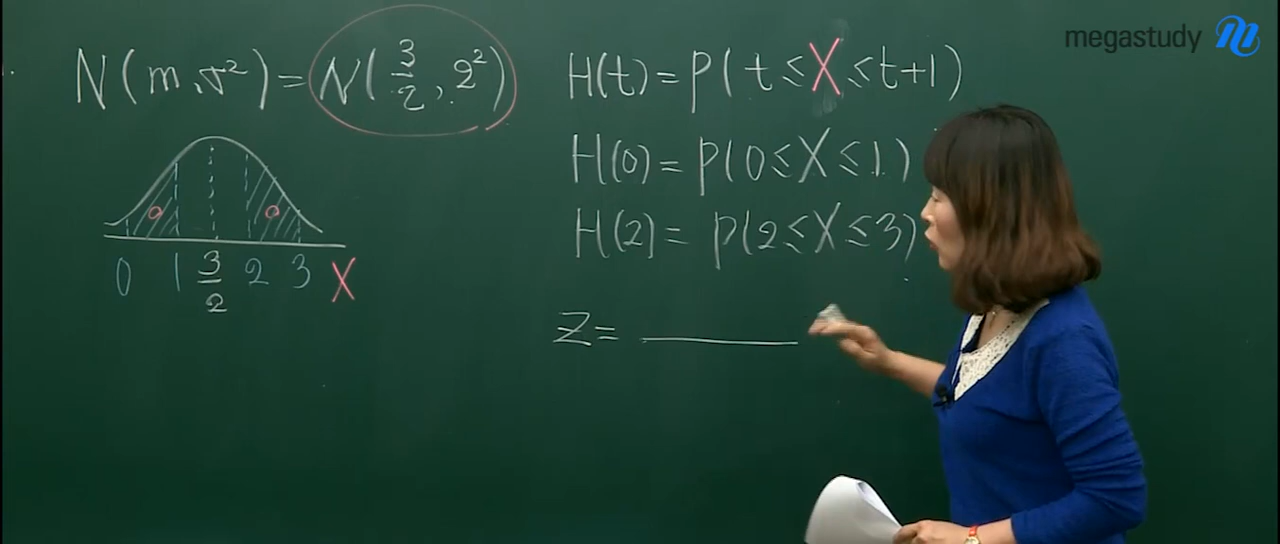 megastudy
N(m, σ²) = N(3/2, 2²)
0 1 3/2 2 3 X
H(t) = P(t ≤ X ≤ t+1)
H(0) = P(0 ≤ X ≤ 1)
H(2) = P(2 ≤ X ≤ 3)
Z =